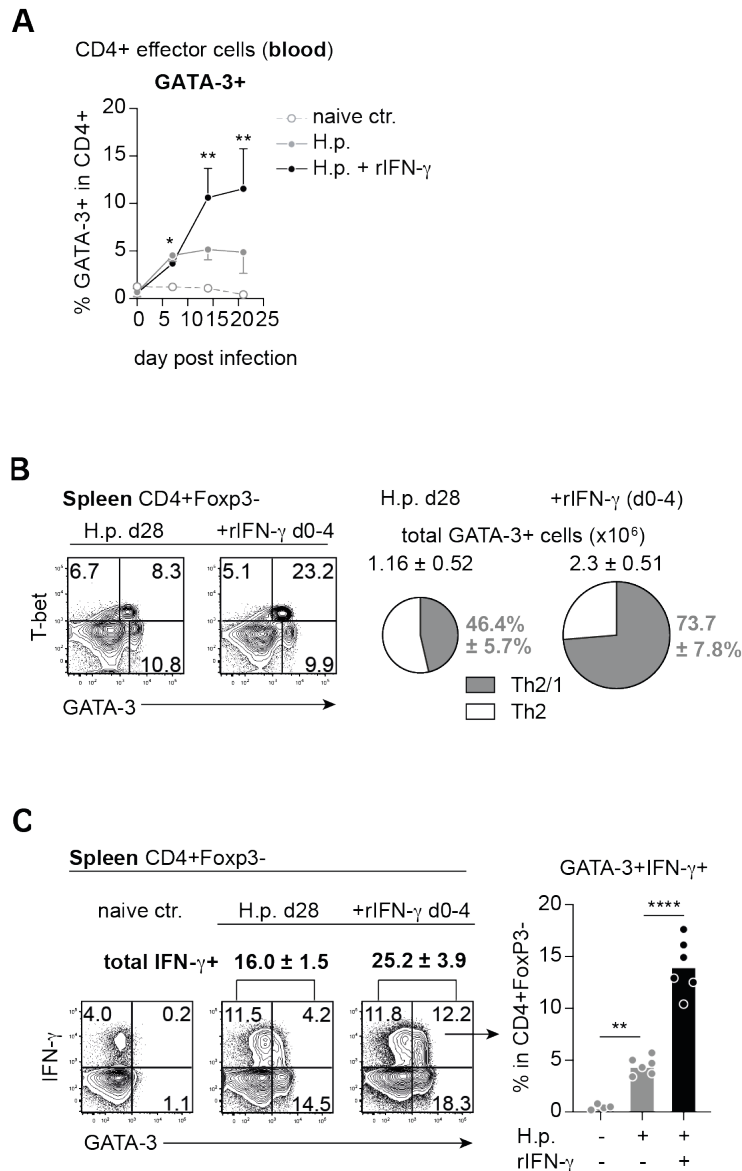 A
CD4+ effector cells (blood)
GATA-3+
% GATA-3+ in CD4+
20
15
10
5
0
0 5 10 15 20 25
day post infection
* ** **
naive ctr.
H.p.
H.p. + rIFN-γ
B
Spleen CD4+Foxp3-
H.p. d28 +rIFN-γ d0-4
T-bet
6.7 8.3
10.8
5.1 23.2
9.9
GATA-3
H.p. d28 +rIFN-γ (d0-4)
total GATA-3+ cells (x10⁶)
1.16 ± 0.52 2.3 ± 0.51
46.4%
± 5.7%
73.7
± 7.8%
Th2/1
Th2
C
Spleen CD4+Foxp3-
naive ctr. H.p. d28 +rIFN-γ d0-4
total IFN-γ+ 16.0 ± 1.5 25.2 ± 3.9
IFN-γ
4.0 0.2
1.1
11.5 4.2
14.5
11.8 12.2
18.3
GATA-3
GATA-3+IFN-γ+
% in CD4+FoxP3-
20
15
10
5
0
****
**
H.p. - + +
rIFN-γ - - +